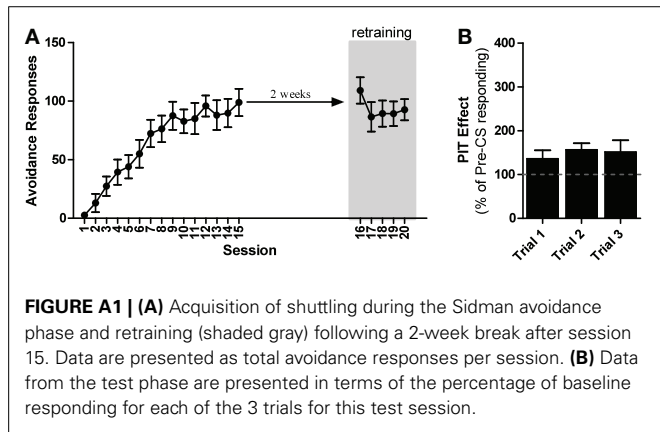 A
retraining
B
150
100
50
0
Avoidance Responses
2 weeks
1 2 3 4 5 6 7 8 9 10 11 12 13 14 15 16 17 18 19 20
Session
400
300
200
100
0
PIT Effect
(% of Pre-CS responding)
Trial 1
Trial 2
Trial 3
FIGURE A1 | (A) Acquisition of shuttling during the Sidman avoidance
phase and retraining (shaded gray) following a 2-week break after session
15. Data are presented as total avoidance responses per session. (B) Data
from the test phase are presented in terms of the percentage of baseline
responding for each of the 3 trials for this test session.